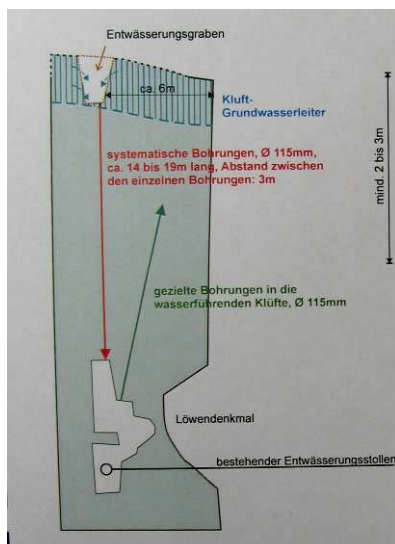 Entwässerungsgraben
ca. 6m
Kluft-
Grundwasserleiter
systematische Bohrungen, Ø 115mm,
ca. 14 bis 19m lang, Abstand zwischen
den einzelnen Bohrungen: 3m
mind. 2 bis 3m
gezielte Bohrungen in die
wasserführenden Klüfte, Ø 115mm
Löwendenkmal
bestehender Entwässerungsstollen